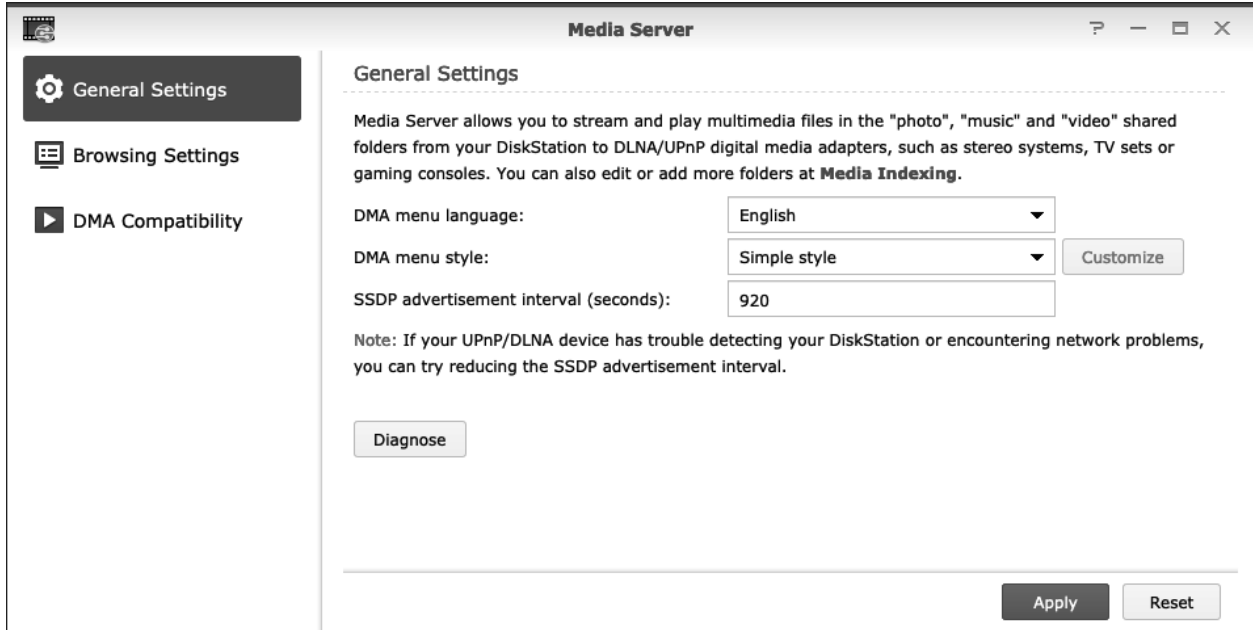 Media Server
General Settings
Browsing Settings
DMA Compatibility
General Settings
Media Server allows you to stream and play multimedia files in the "photo", "music" and "video" shared
folders from your DiskStation to DLNA/UPnP digital media adapters, such as stereo systems, TV sets or
gaming consoles. You can also edit or add more folders at Media Indexing.
DMA menu language: English
DMA menu style: Simple style Customize
SSDP advertisement interval (seconds): 920
Note: If your UPnP/DLNA device has trouble detecting your DiskStation or encountering network problems,
you can try reducing the SSDP advertisement interval.
Diagnose
Apply Reset